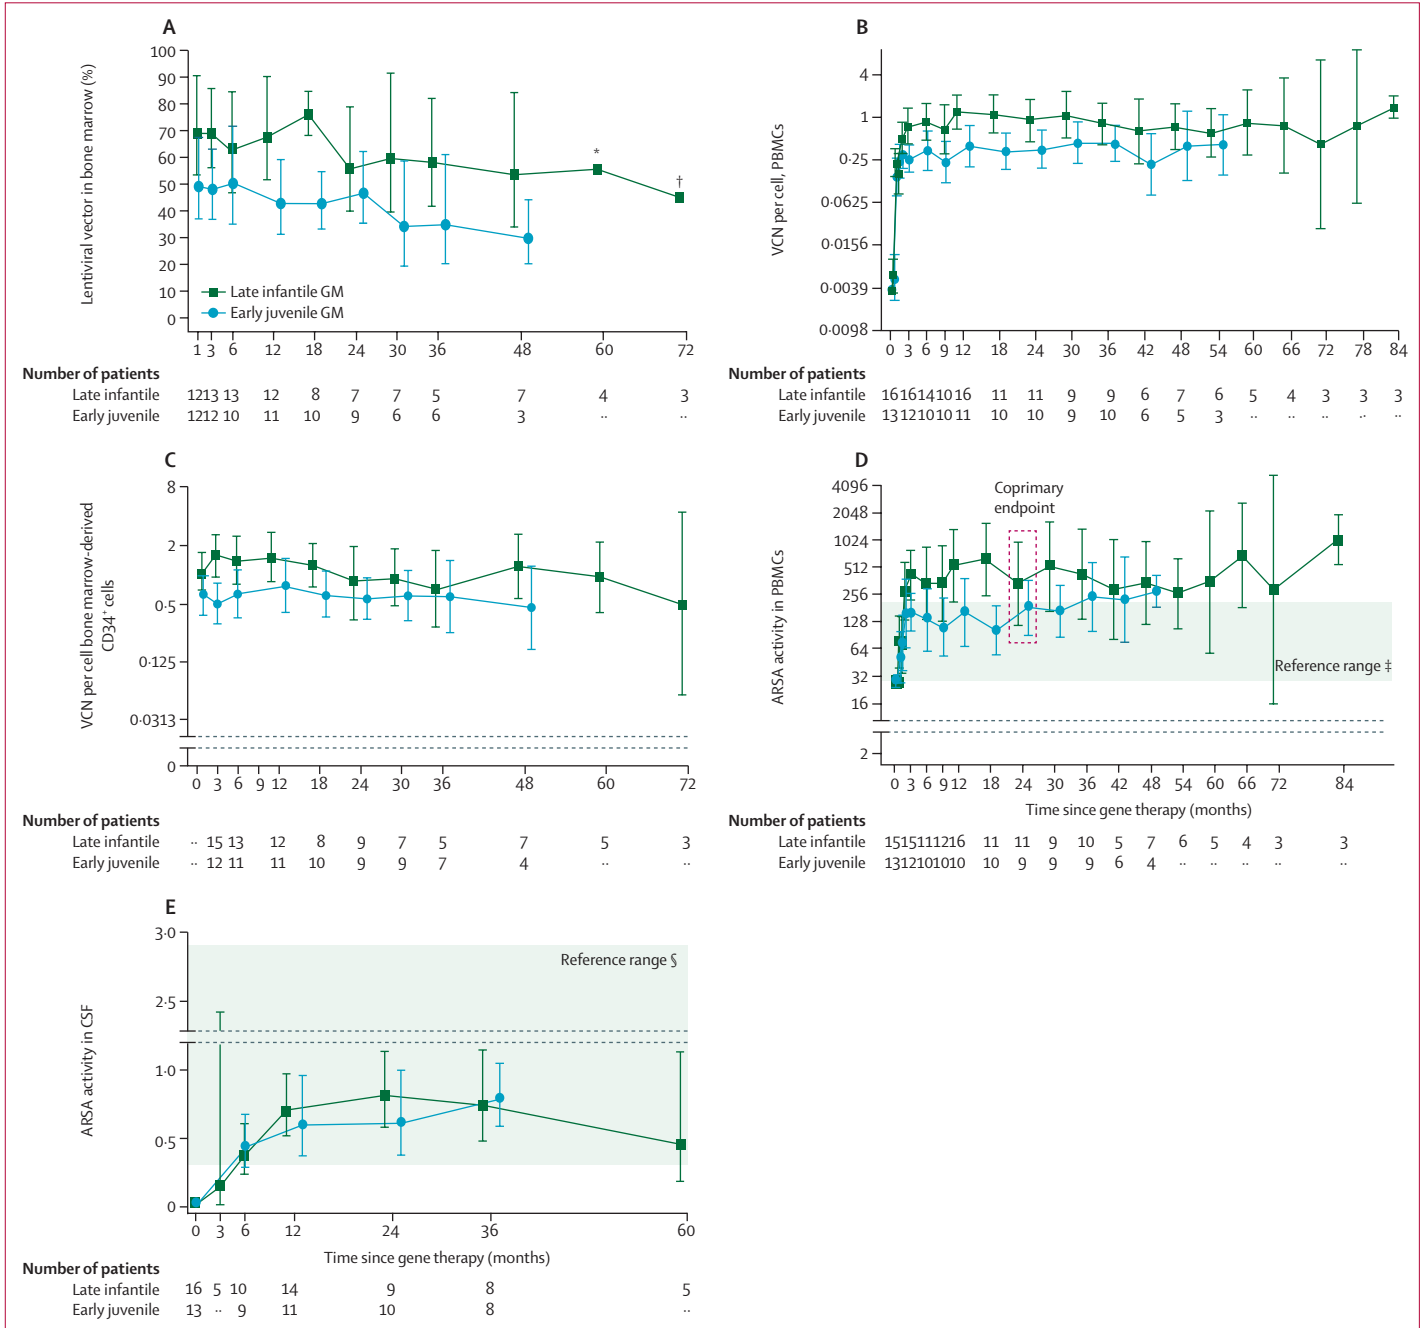 A
Lentiviral vector in bone marrow (%)
100
90
80
70
60
50
40
30
20
10
0
*
†
Late infantile GM
Early juvenile GM
1 3 6 12 18 24 30 36 48 60 72
Number of patients
Late infantile 12 13 13 12 8 7 7 5 7 4 3
Early juvenile 12 12 10 11 10 9 6 6 3 ·· ··
B
VCN per cell, PBMCs
4
1
0·25
0·0625
0·0156
0·0039
0·0098
0 3 6 9 12 18 24 30 36 42 48 54 60 66 72 78 84
Number of patients
Late infantile 16 16 14 10 16 11 11 9 9 6 7 6 5 4 3 3 3
Early juvenile 13 12 10 10 11 10 10 9 10 6 5 3 ·· ·· ·· ·· ··
C
VCN per cell bone marrow-derived
CD34+ cells
8
2
0·5
0·125
0·0313
0
0 3 6 9 12 18 24 30 36 48 60 72
Number of patients
Late infantile ·· 15 13 12 8 9 7 5 7 5 3
Early juvenile ·· 12 11 11 10 9 9 7 4 ·· ··
D
ARSA activity in PBMCs
4096
2048
1024
512
256
128
64
32
16
2
Coprimary
endpoint
Reference range ‡
0 3 6 9 12 18 24 30 36 42 48 54 60 66 72 84
Time since gene therapy (months)
Number of patients
Late infantile 15 15 11 12 16 11 11 9 10 5 7 6 5 4 3 3
Early juvenile 13 12 10 10 10 10 9 9 9 6 4 ·· ·· ·· ·· ··
E
ARSA activity in CSF
3·0
2·5
1·0
0·5
0
Reference range §
0 3 6 12 24 36 60
Time since gene therapy (months)
Number of patients
Late infantile 16 5 10 14 9 8 5
Early juvenile 13 ·· 9 11 10 8 ··